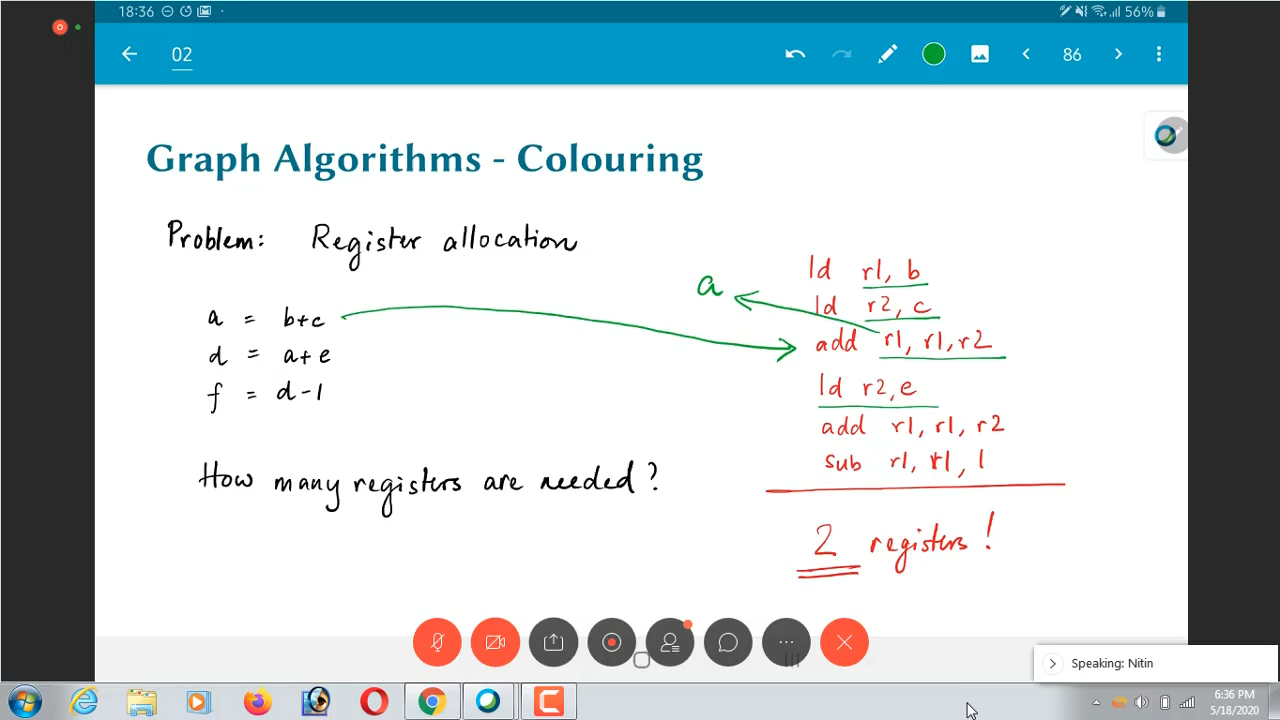 18:36
56%
02
86
Graph Algorithms - Colouring
Problem: Register allocation
a = b+c
d = a+e
f = d-1
How many registers are needed?
a
ld r1, b
ld r2, c
add r1, r1, r2
ld r2, e
add r1, r1, r2
sub r1, r1, 1
2 registers!
Speaking: Nitin
6:36 PM
5/18/2020